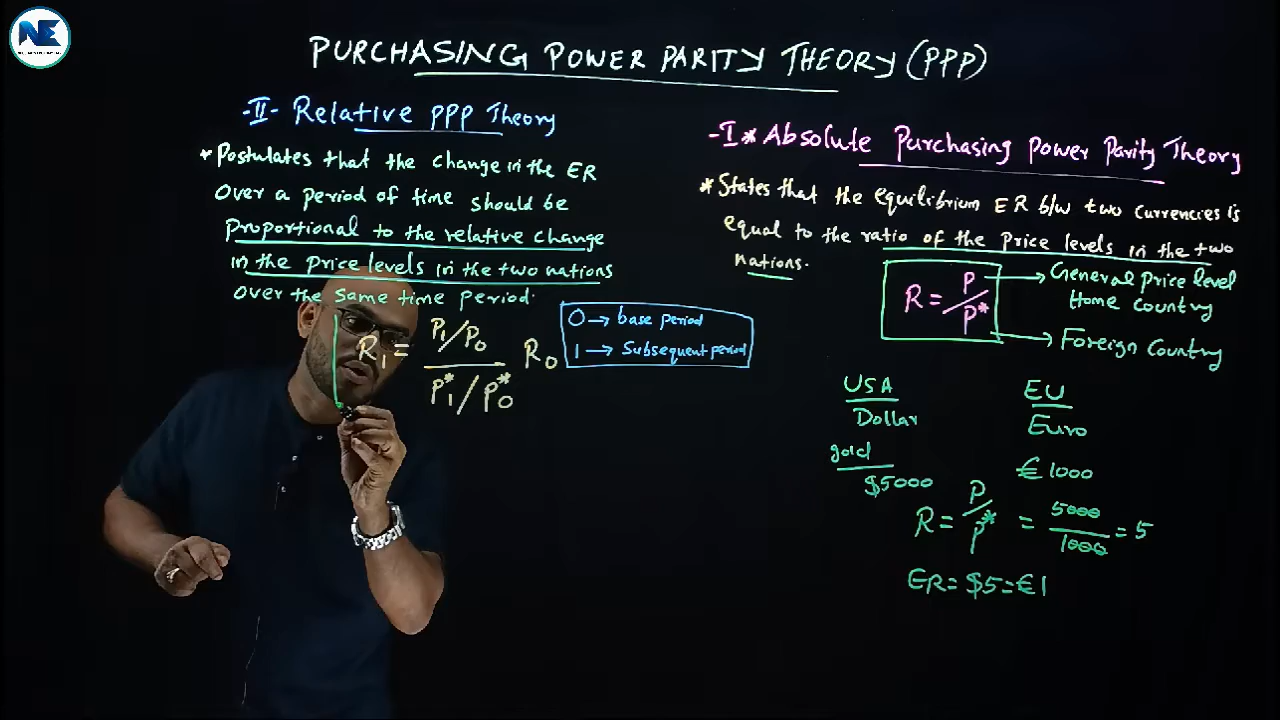 NE
PURCHASING POWER PARITY THEORY (PPP)
-II- Relative PPP Theory
* Postulates that the change in the ER
Over a period of time should be
proportional to the relative change
in the price levels in the two nations
over the same time period.
R1 = P1/P0 / P*1/P*0 R0
0 → base period
1 → Subsequent period
-I* Absolute Purchasing Power Parity Theory
* States that the equilibrium ER b/w two currencies is
equal to the ratio of the price levels in the two
nations.
R = P/P*
General price level
Home Country
Foreign Country
USA
Dollar
gold
$5000
EU
Euro
€1000
R = P/P* = 5000/1000 = 5
ER = $5 = €1